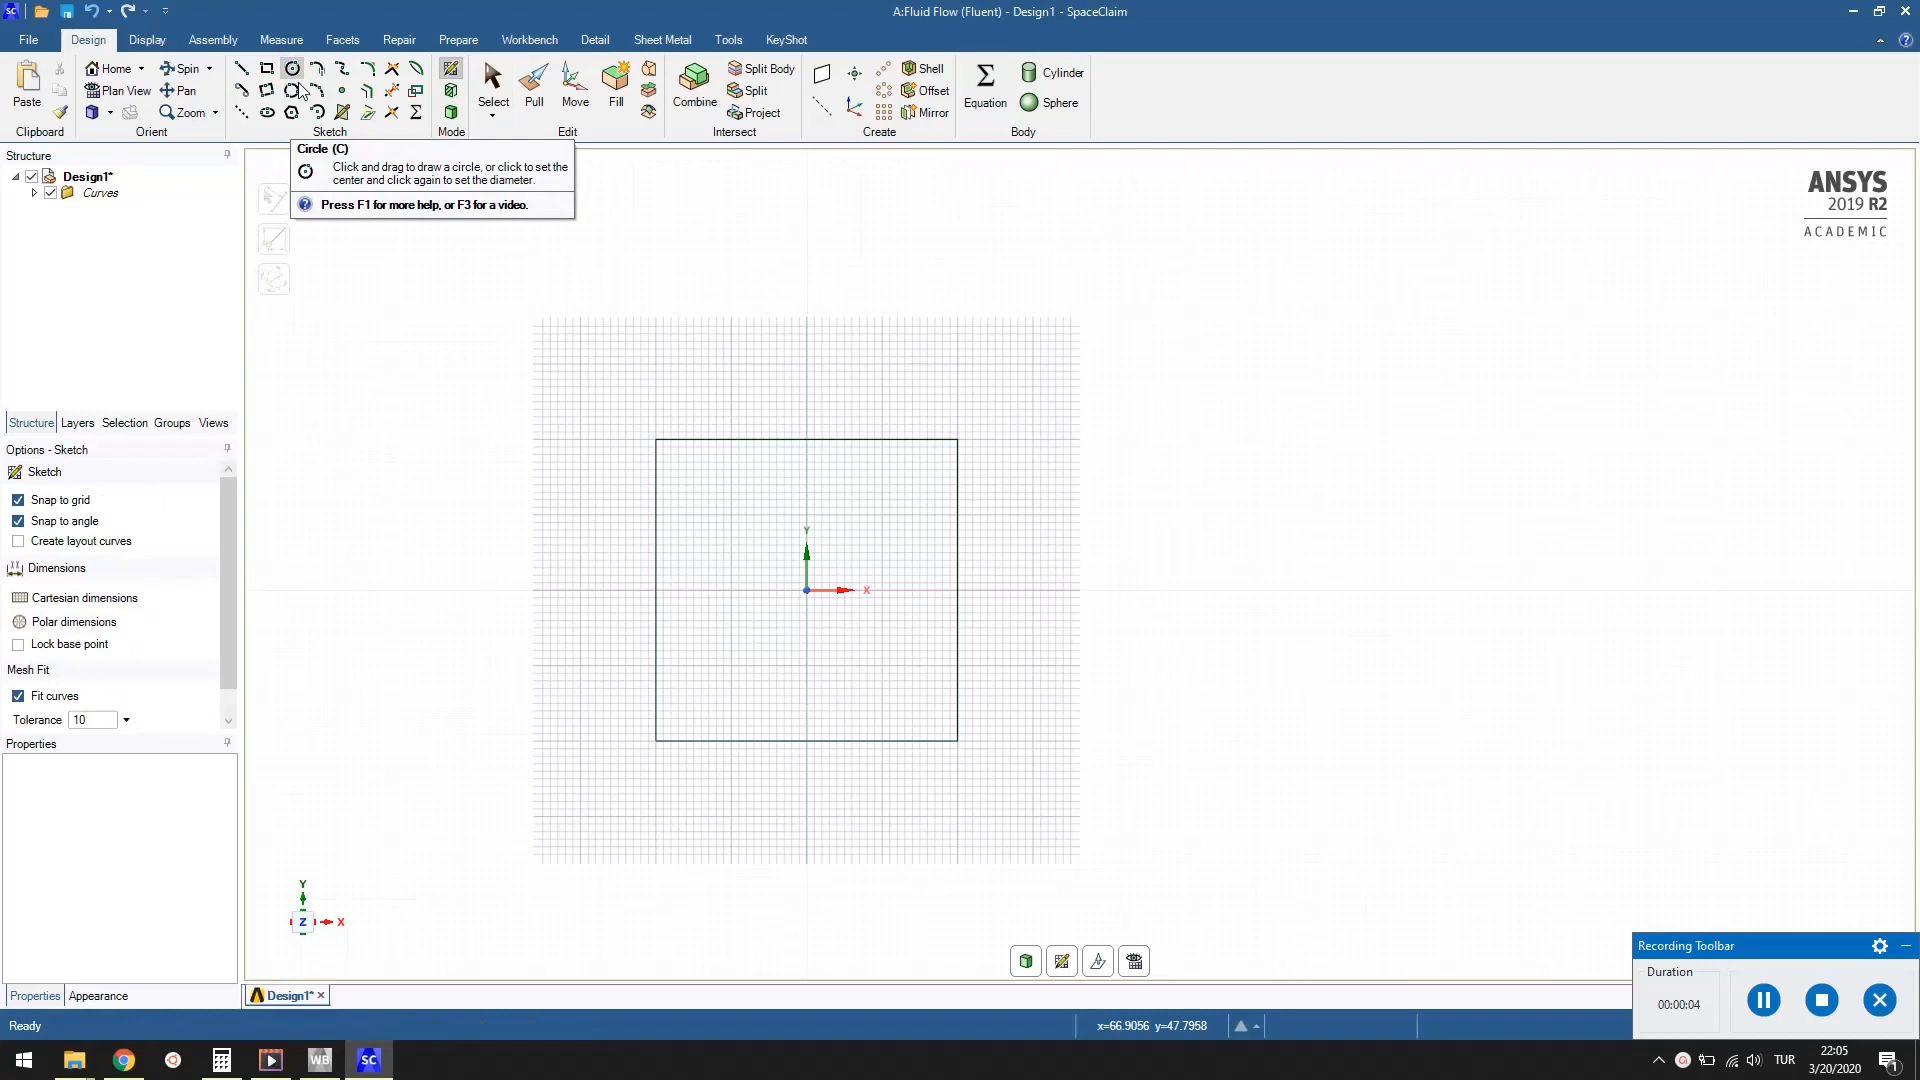 A:Fluid Flow (Fluent) - Design1 - SpaceClaim
File Design Display Assembly Measure Facets Repair Prepare Workbench Detail Sheet Metal Tools KeyShot
Paste
Clipboard
Home
Plan View
Spin
Pan
Zoom
Orient
Sketch
Mode
Select
Pull
Move
Fill
Edit
Combine
Split Body
Split
Project
Intersect
Shell
Offset
Mirror
Create
Equation
Cylinder
Sphere
Body
Circle (C)
Click and drag to draw a circle, or click to set the
center and click again to set the diameter.
Press F1 for more help, or F3 for a video.
Structure
Design1*
Curves
Structure Layers Selection Groups Views
Options - Sketch
Sketch
Snap to grid
Snap to angle
Create layout curves
Dimensions
Cartesian dimensions
Polar dimensions
Lock base point
Mesh Fit
Fit curves
Tolerance 10
Properties
Properties Appearance
ANSYS
2019 R2
ACADEMIC
Y
X
Y
Z X
Design1*
Ready
x=66.9056 y=47.7958
Recording Toolbar
Duration
00:00:04
WB
SC
TUR
22:05
3/20/2020
1
SC